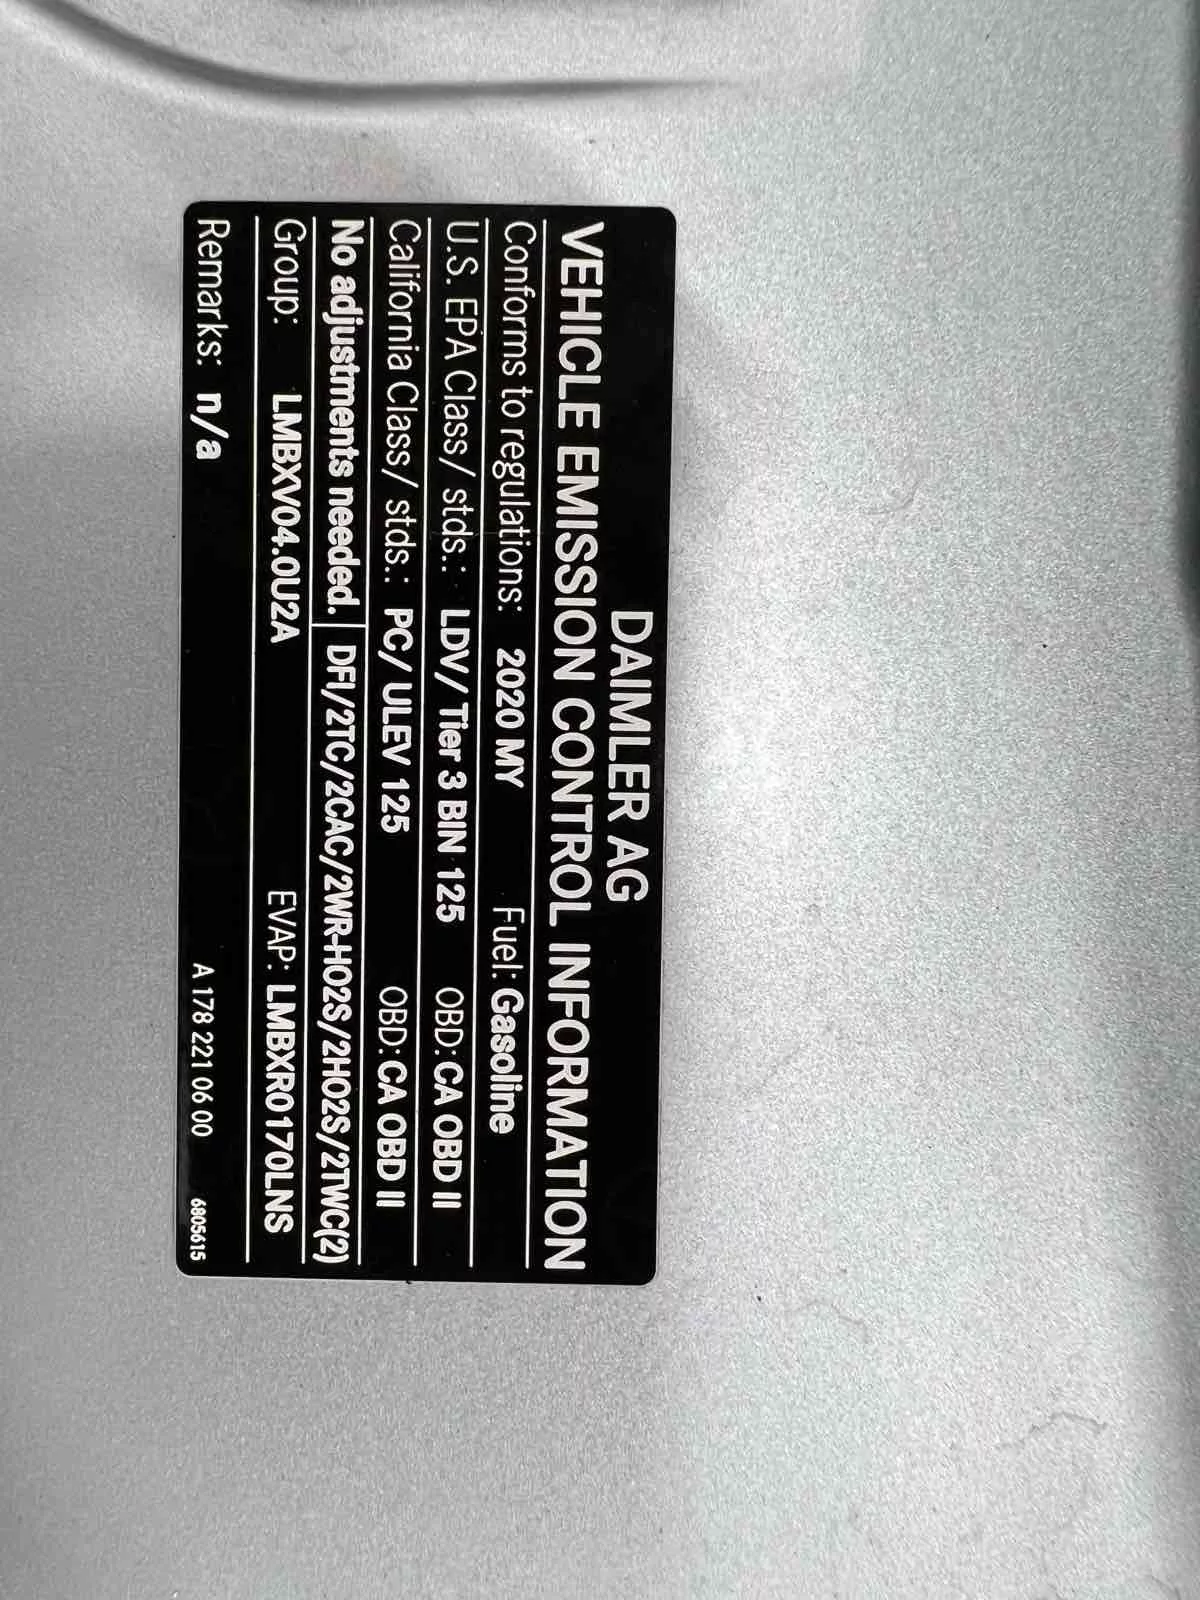 DAIMLER AG
VEHICLE EMISSION CONTROL INFORMATION
Conforms to regulations: 2020 MY Fuel: Gasoline
U.S. EPA Class/ stds.: LDV/ Tier 3 BIN 125 OBD: CA OBD II
California Class/ stds.: PC/ ULEV 125 OBD: CA OBD II
No adjustments needed. DFI/2TC/2CAC/2WR-HO2S/2HO2S/2TWC(2)
Group: LMBXV04.0U2A EVAP: LMBXR0170LNS
Remarks: n/a A 178 221 06 00 6805615